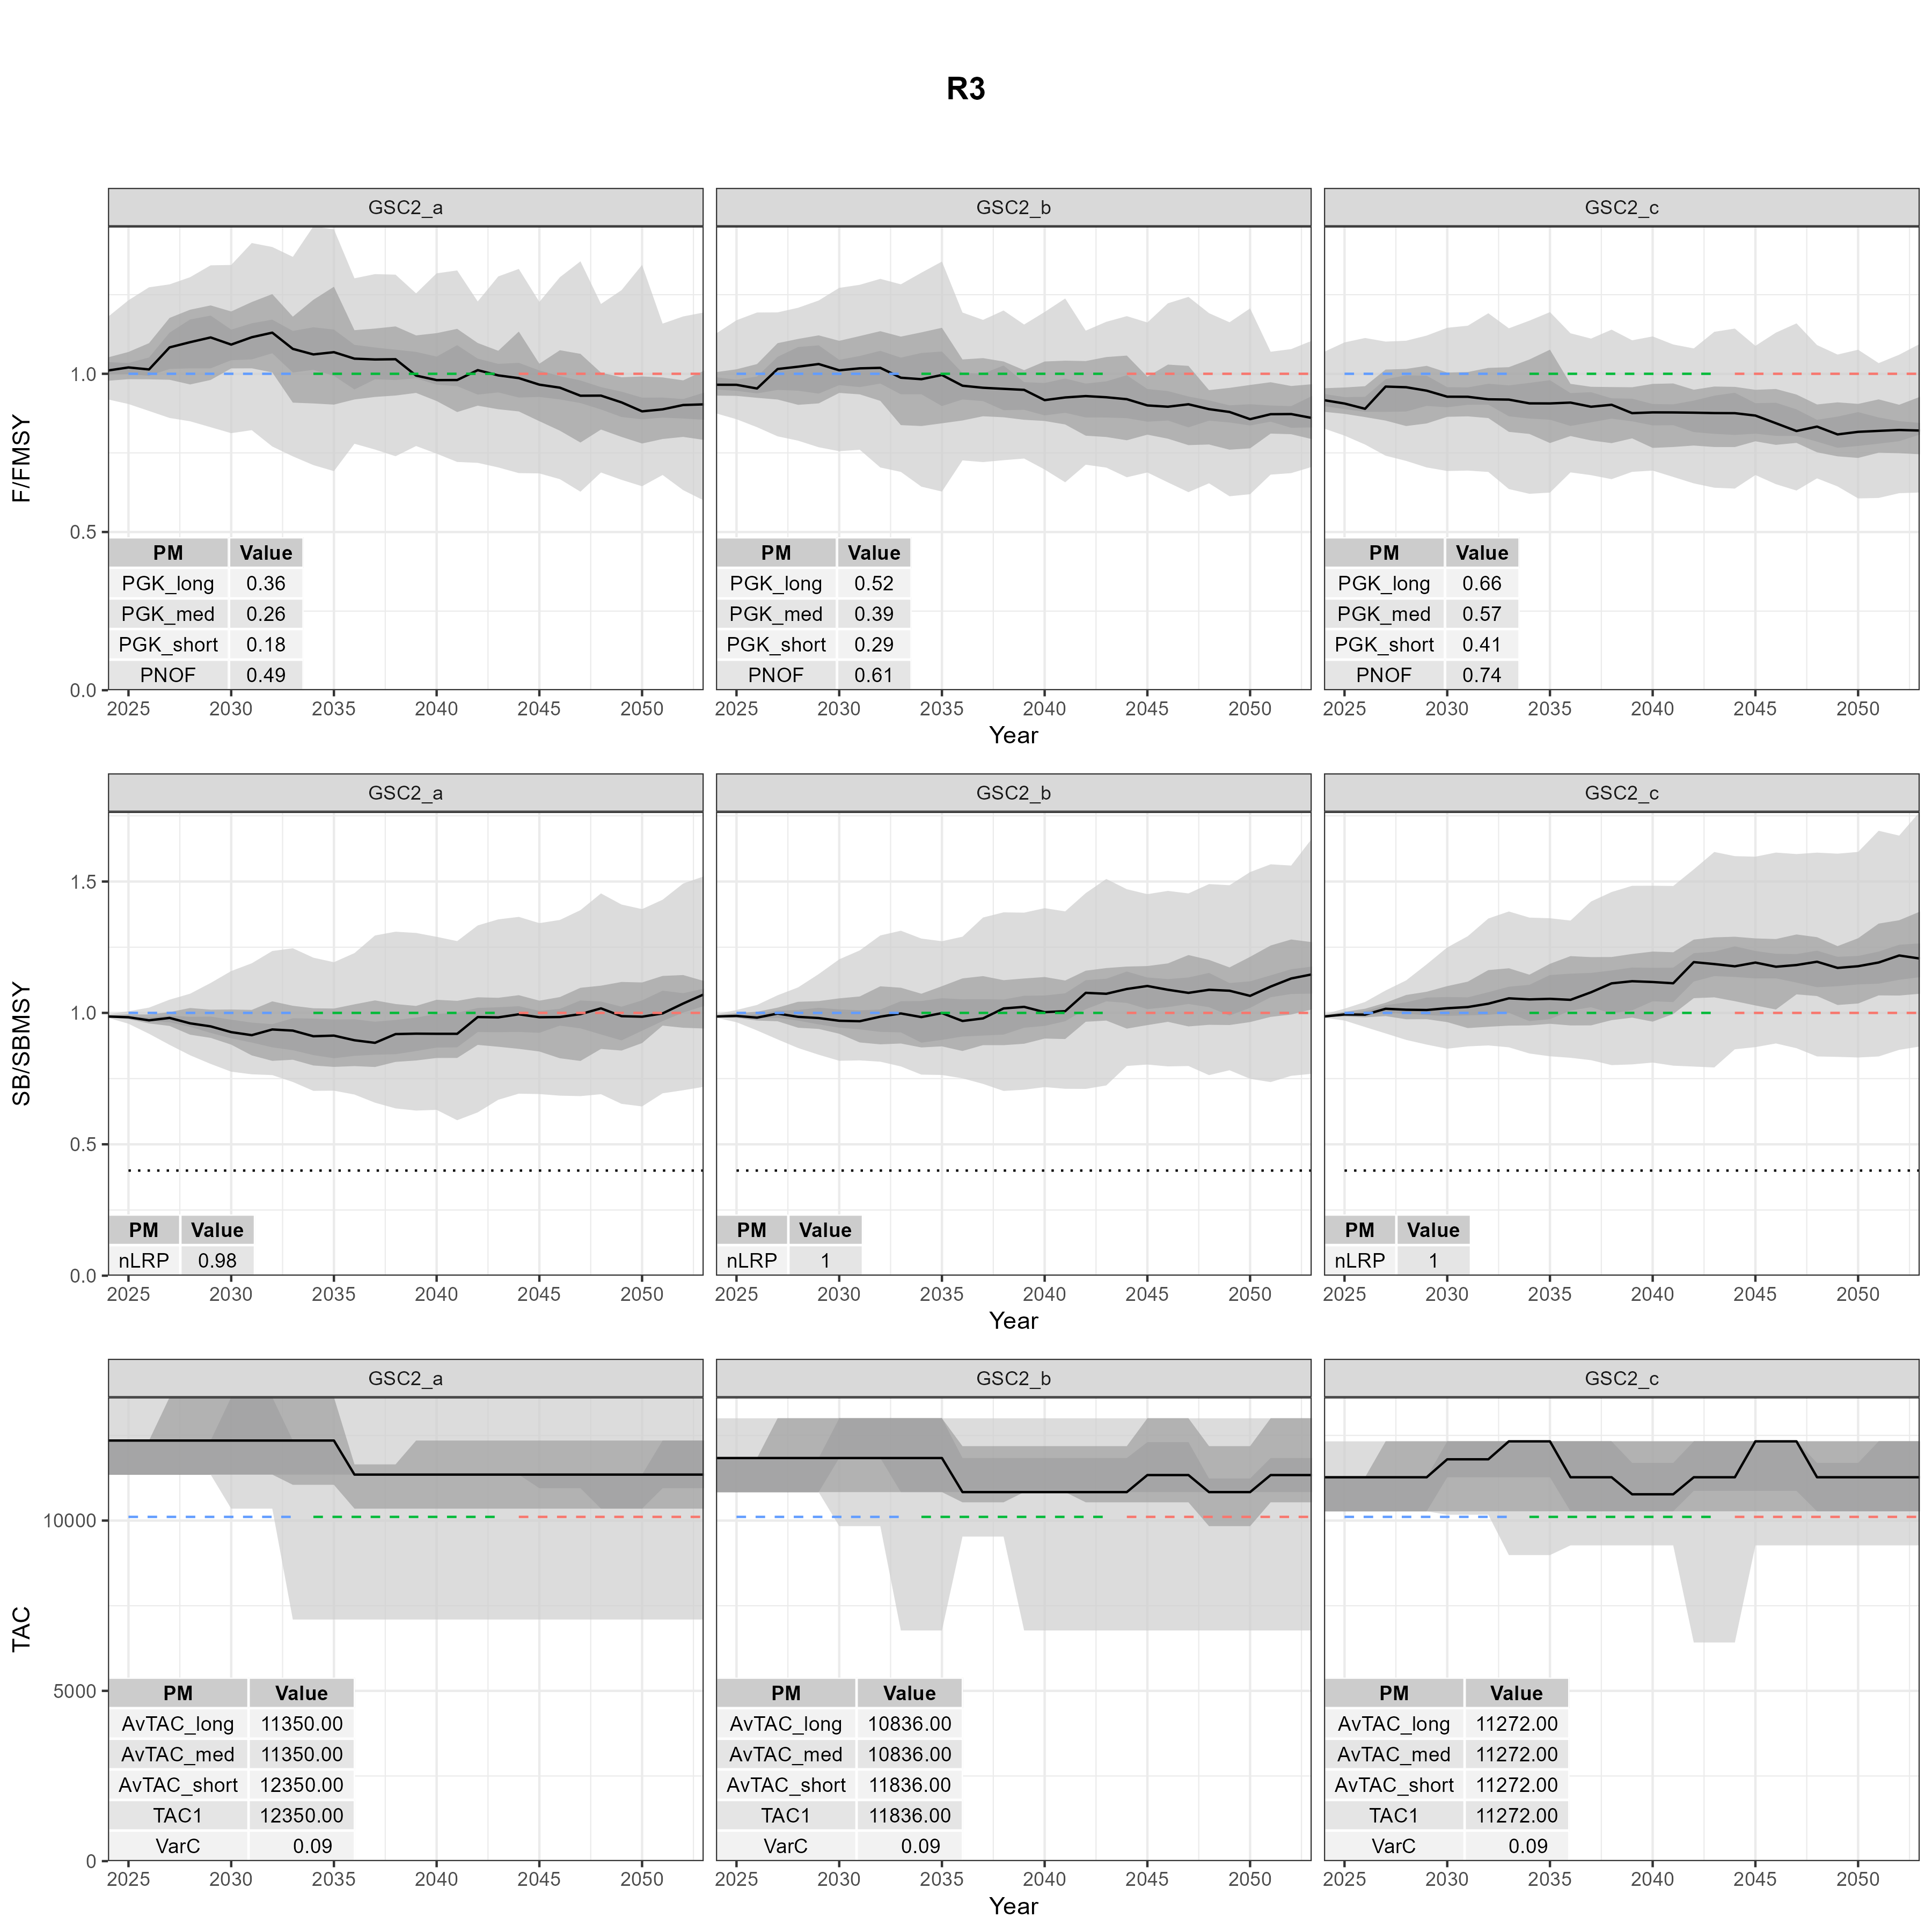 R3
GSC2_a GSC2_b GSC2_c
F/FMSY
1.0
0.5
0.0
PM Value PM Value PM Value
PGK_long 0.36 PGK_long 0.52 PGK_long 0.66
PGK_med 0.26 PGK_med 0.39 PGK_med 0.57
PGK_short 0.18 PGK_short 0.29 PGK_short 0.41
PNOF 0.49 PNOF 0.61 PNOF 0.74
2025 2030 2035 2040 2045 2050 2025 2030 2035 2040 2045 2050 2025 2030 2035 2040 2045 2050
Year
GSC2_a GSC2_b GSC2_c
SB/SBMSY
1.5
1.0
0.5
0.0
PM Value PM Value PM Value
nLRP 0.98 nLRP 1 nLRP 1
2025 2030 2035 2040 2045 2050 2025 2030 2035 2040 2045 2050 2025 2030 2035 2040 2045 2050
Year
GSC2_a GSC2_b GSC2_c
TAC
10000
5000
0
PM Value PM Value PM Value
AvTAC_long 11350.00 AvTAC_long 10836.00 AvTAC_long 11272.00
AvTAC_med 11350.00 AvTAC_med 10836.00 AvTAC_med 11272.00
AvTAC_short 12350.00 AvTAC_short 11836.00 AvTAC_short 11272.00
TAC1 12350.00 TAC1 11836.00 TAC1 11272.00
VarC 0.09 VarC 0.09 VarC 0.09
2025 2030 2035 2040 2045 2050 2025 2030 2035 2040 2045 2050 2025 2030 2035 2040 2045 2050
Year